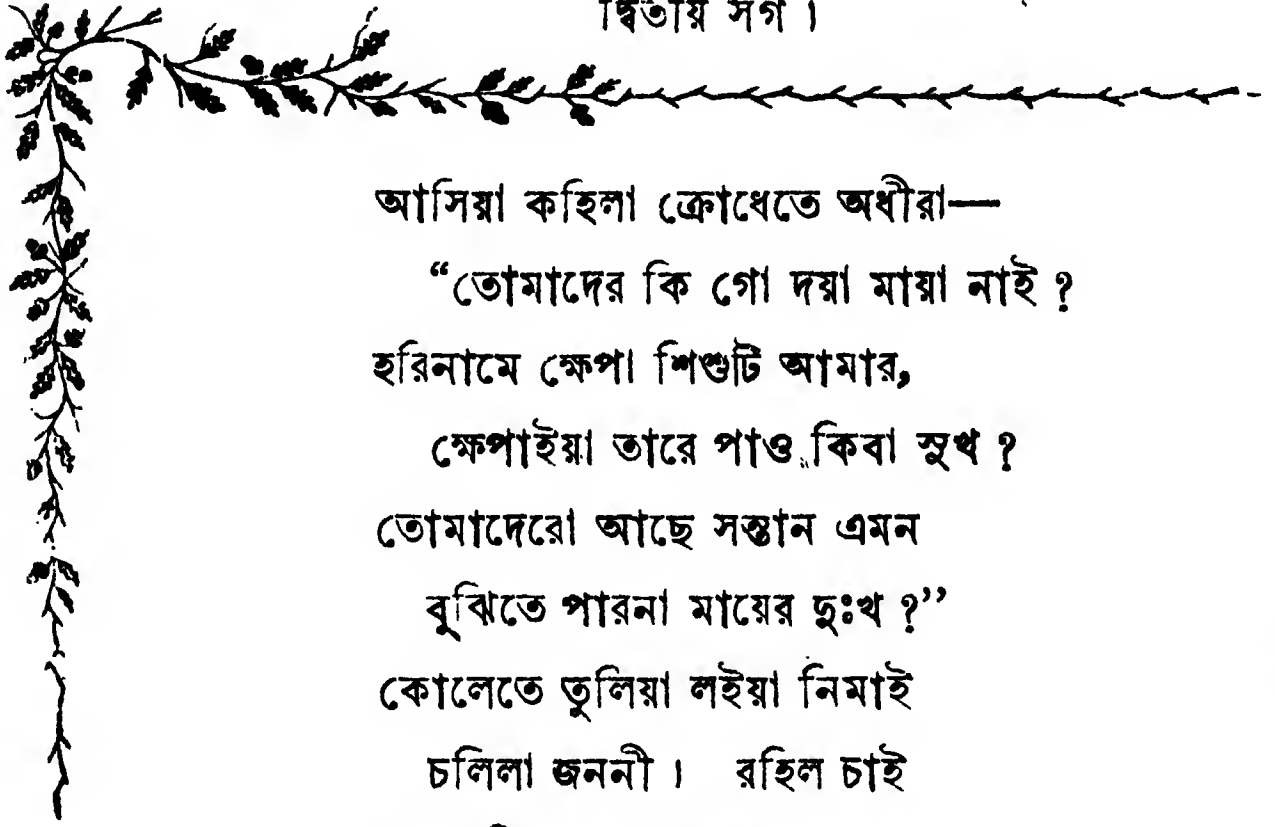 দ্বিতীয় সর্গ।
আসিয়া কহিলা ক্রোধেতে অধীরা—
“তোমাদের কি গো দয়া মায়া নাই ?
হরিনামে ক্ষেপা শিশুটি আমার,
ক্ষেপাইয়া তারে পাও কিবা সুখ ?
তোমাদেরো আছে সন্তান এমন
বুঝিতে পারনা মায়ের দুঃখ ?”
কোলেতে তুলিয়া লইয়া নিমাই
চলিলা জননী। রহিল চাই